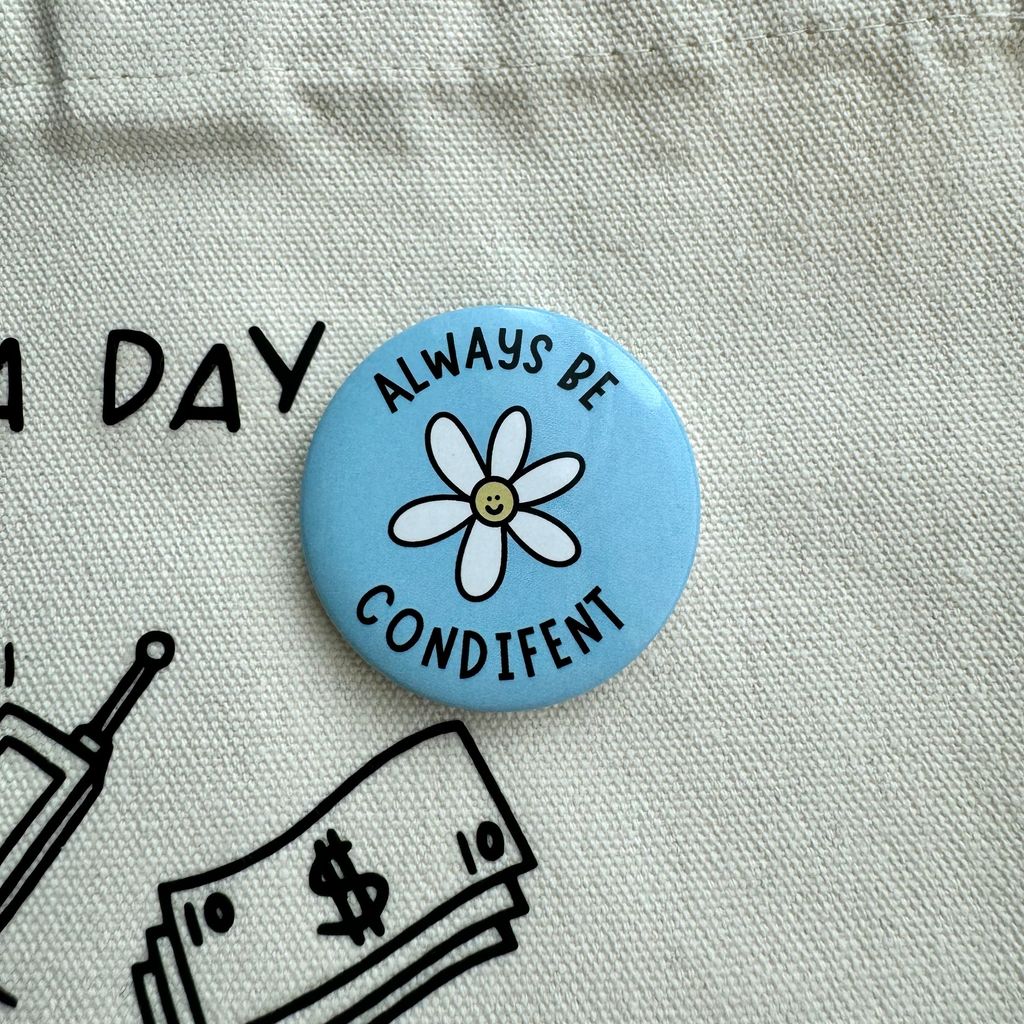 A DAY
ALWAYS BE
CONDIFENT
10 $ 10